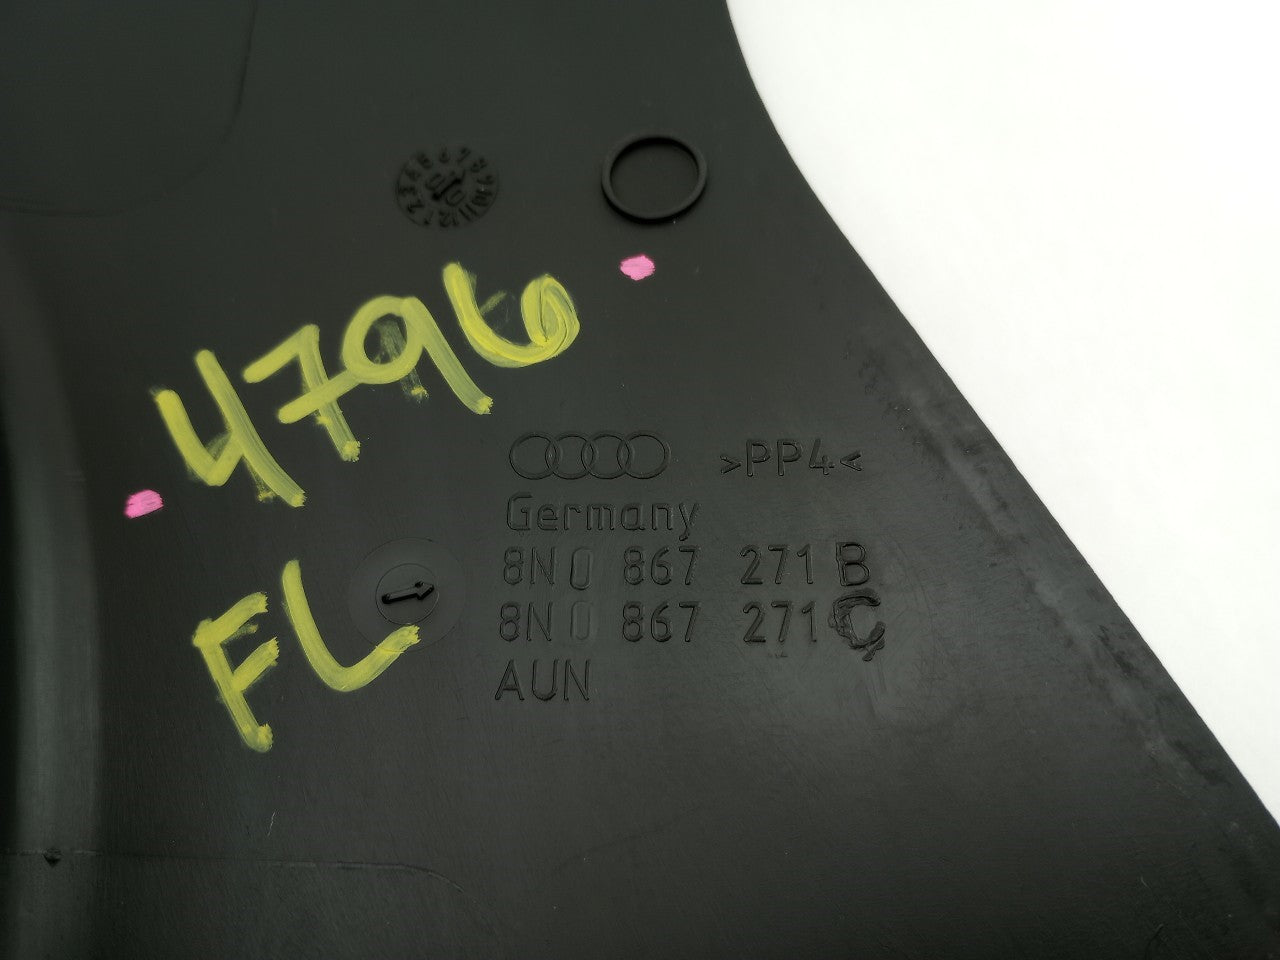 4796
FL
>PP4<
Germany
8N0 867 271 B
8N0 867 271 C
AUN